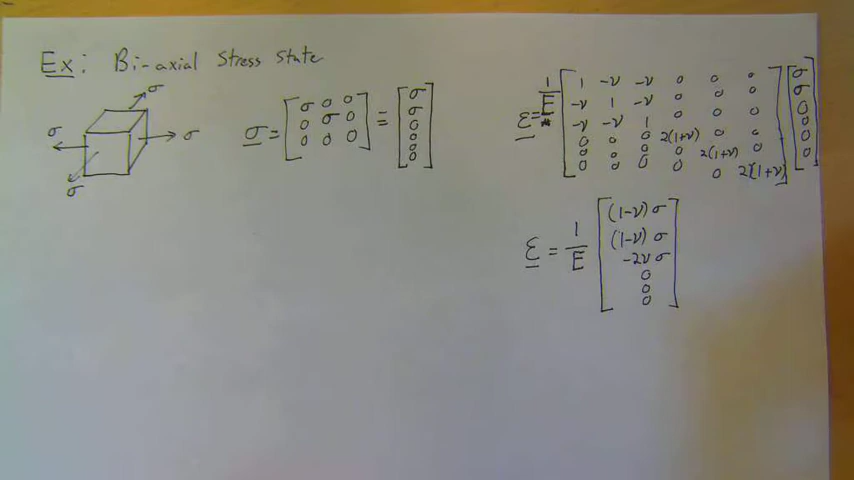 Ex: Bi-axial Stress State
σ
σ σ
σ
σ = [σ 0 0
0 σ 0
0 0 0] = [σ
σ
0
0
0
0]
ε = 1/E [1 -ν -ν 0 0 0
-ν 1 -ν 0 0 0
-ν -ν 1 0 0 0
0 0 0 2(1+ν) 0 0
0 0 0 0 2(1+ν) 0
0 0 0 0 0 2(1+ν)] [σ
σ
0
0
0
0]
ε = 1/E [(1-ν)σ
(1-ν)σ
-2νσ
0
0
0]